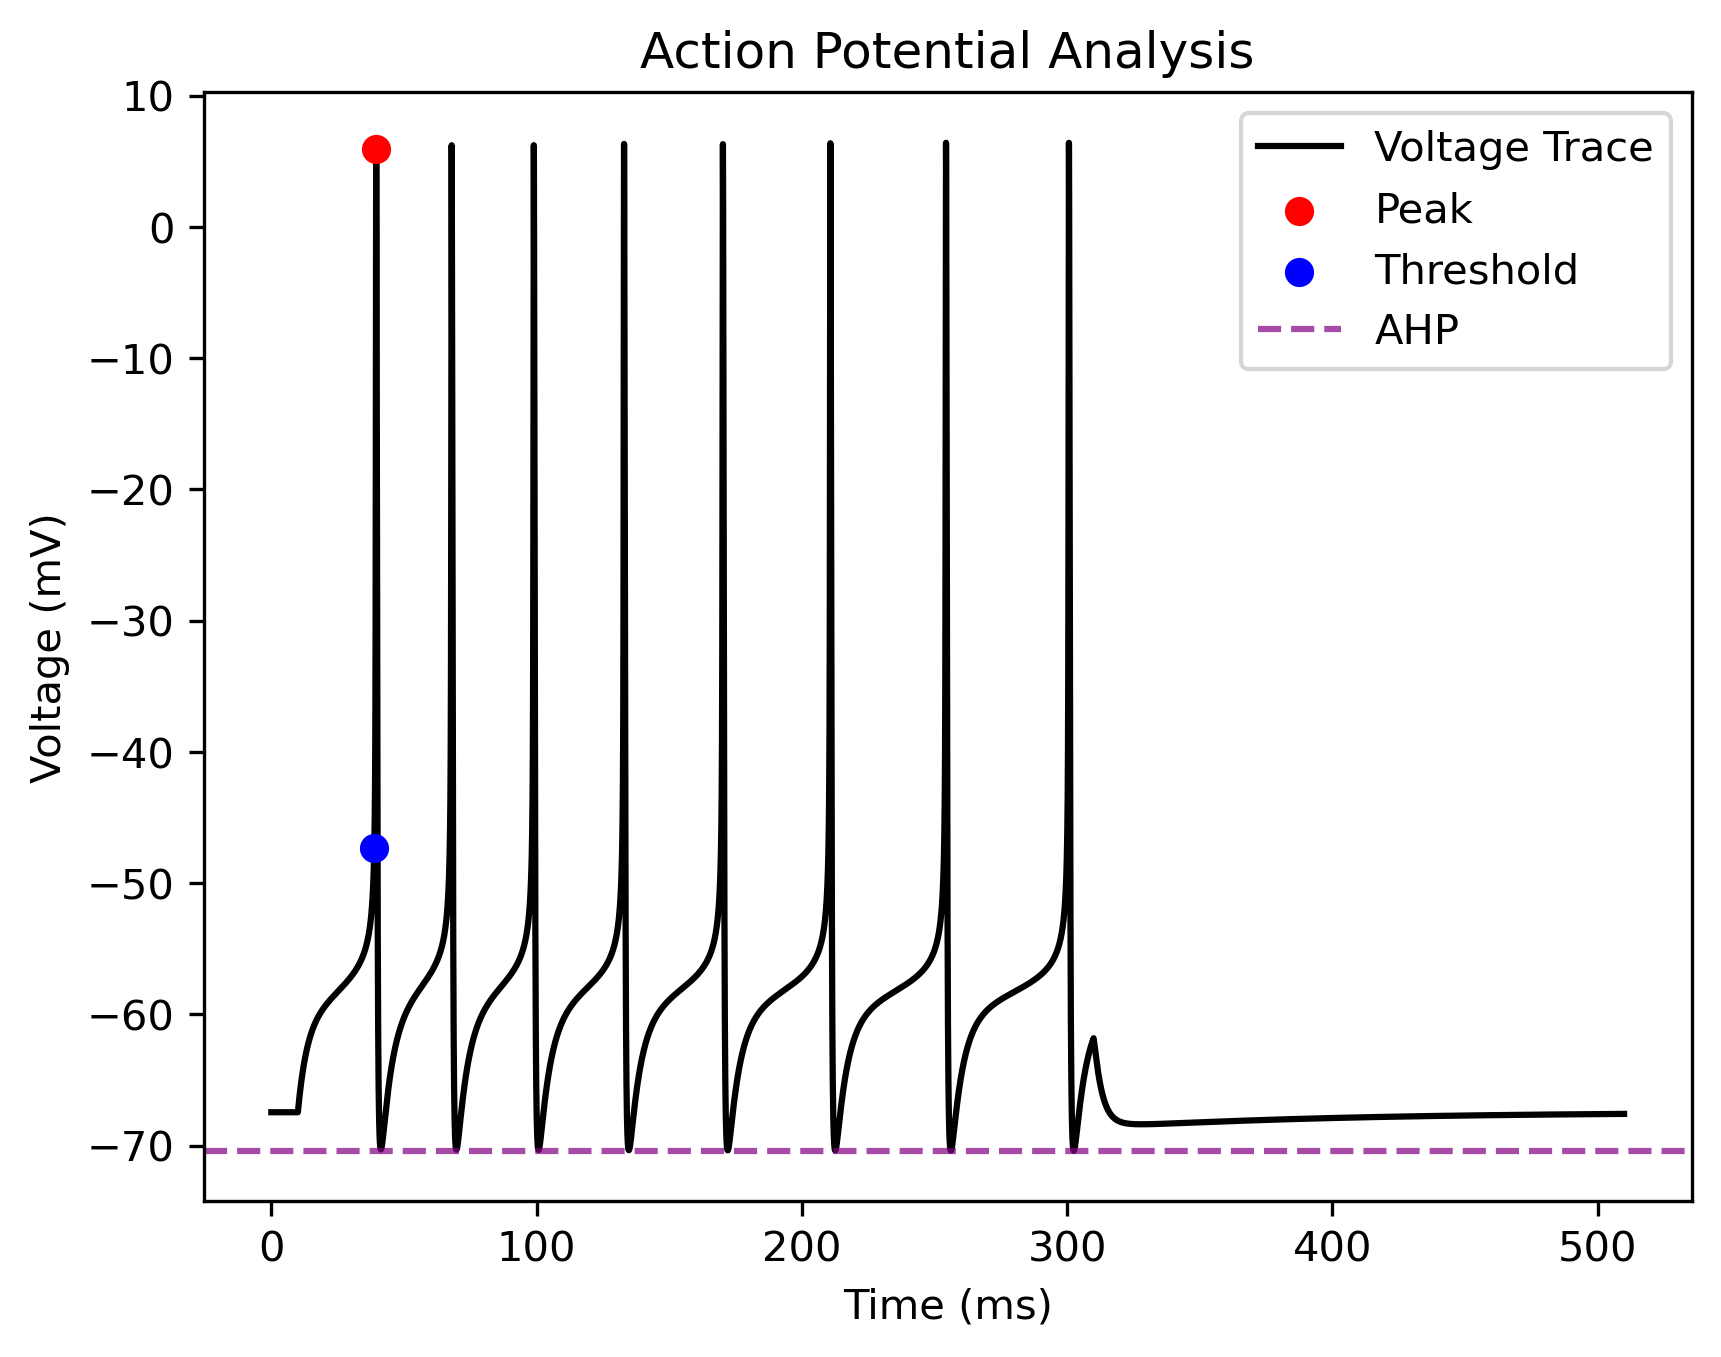 Action Potential Analysis
10
0
−10
−20
−30
−40
−50
−60
−70
Voltage (mV)
Voltage Trace
Peak
Threshold
AHP
0 100 200 300 400 500
Time (ms)